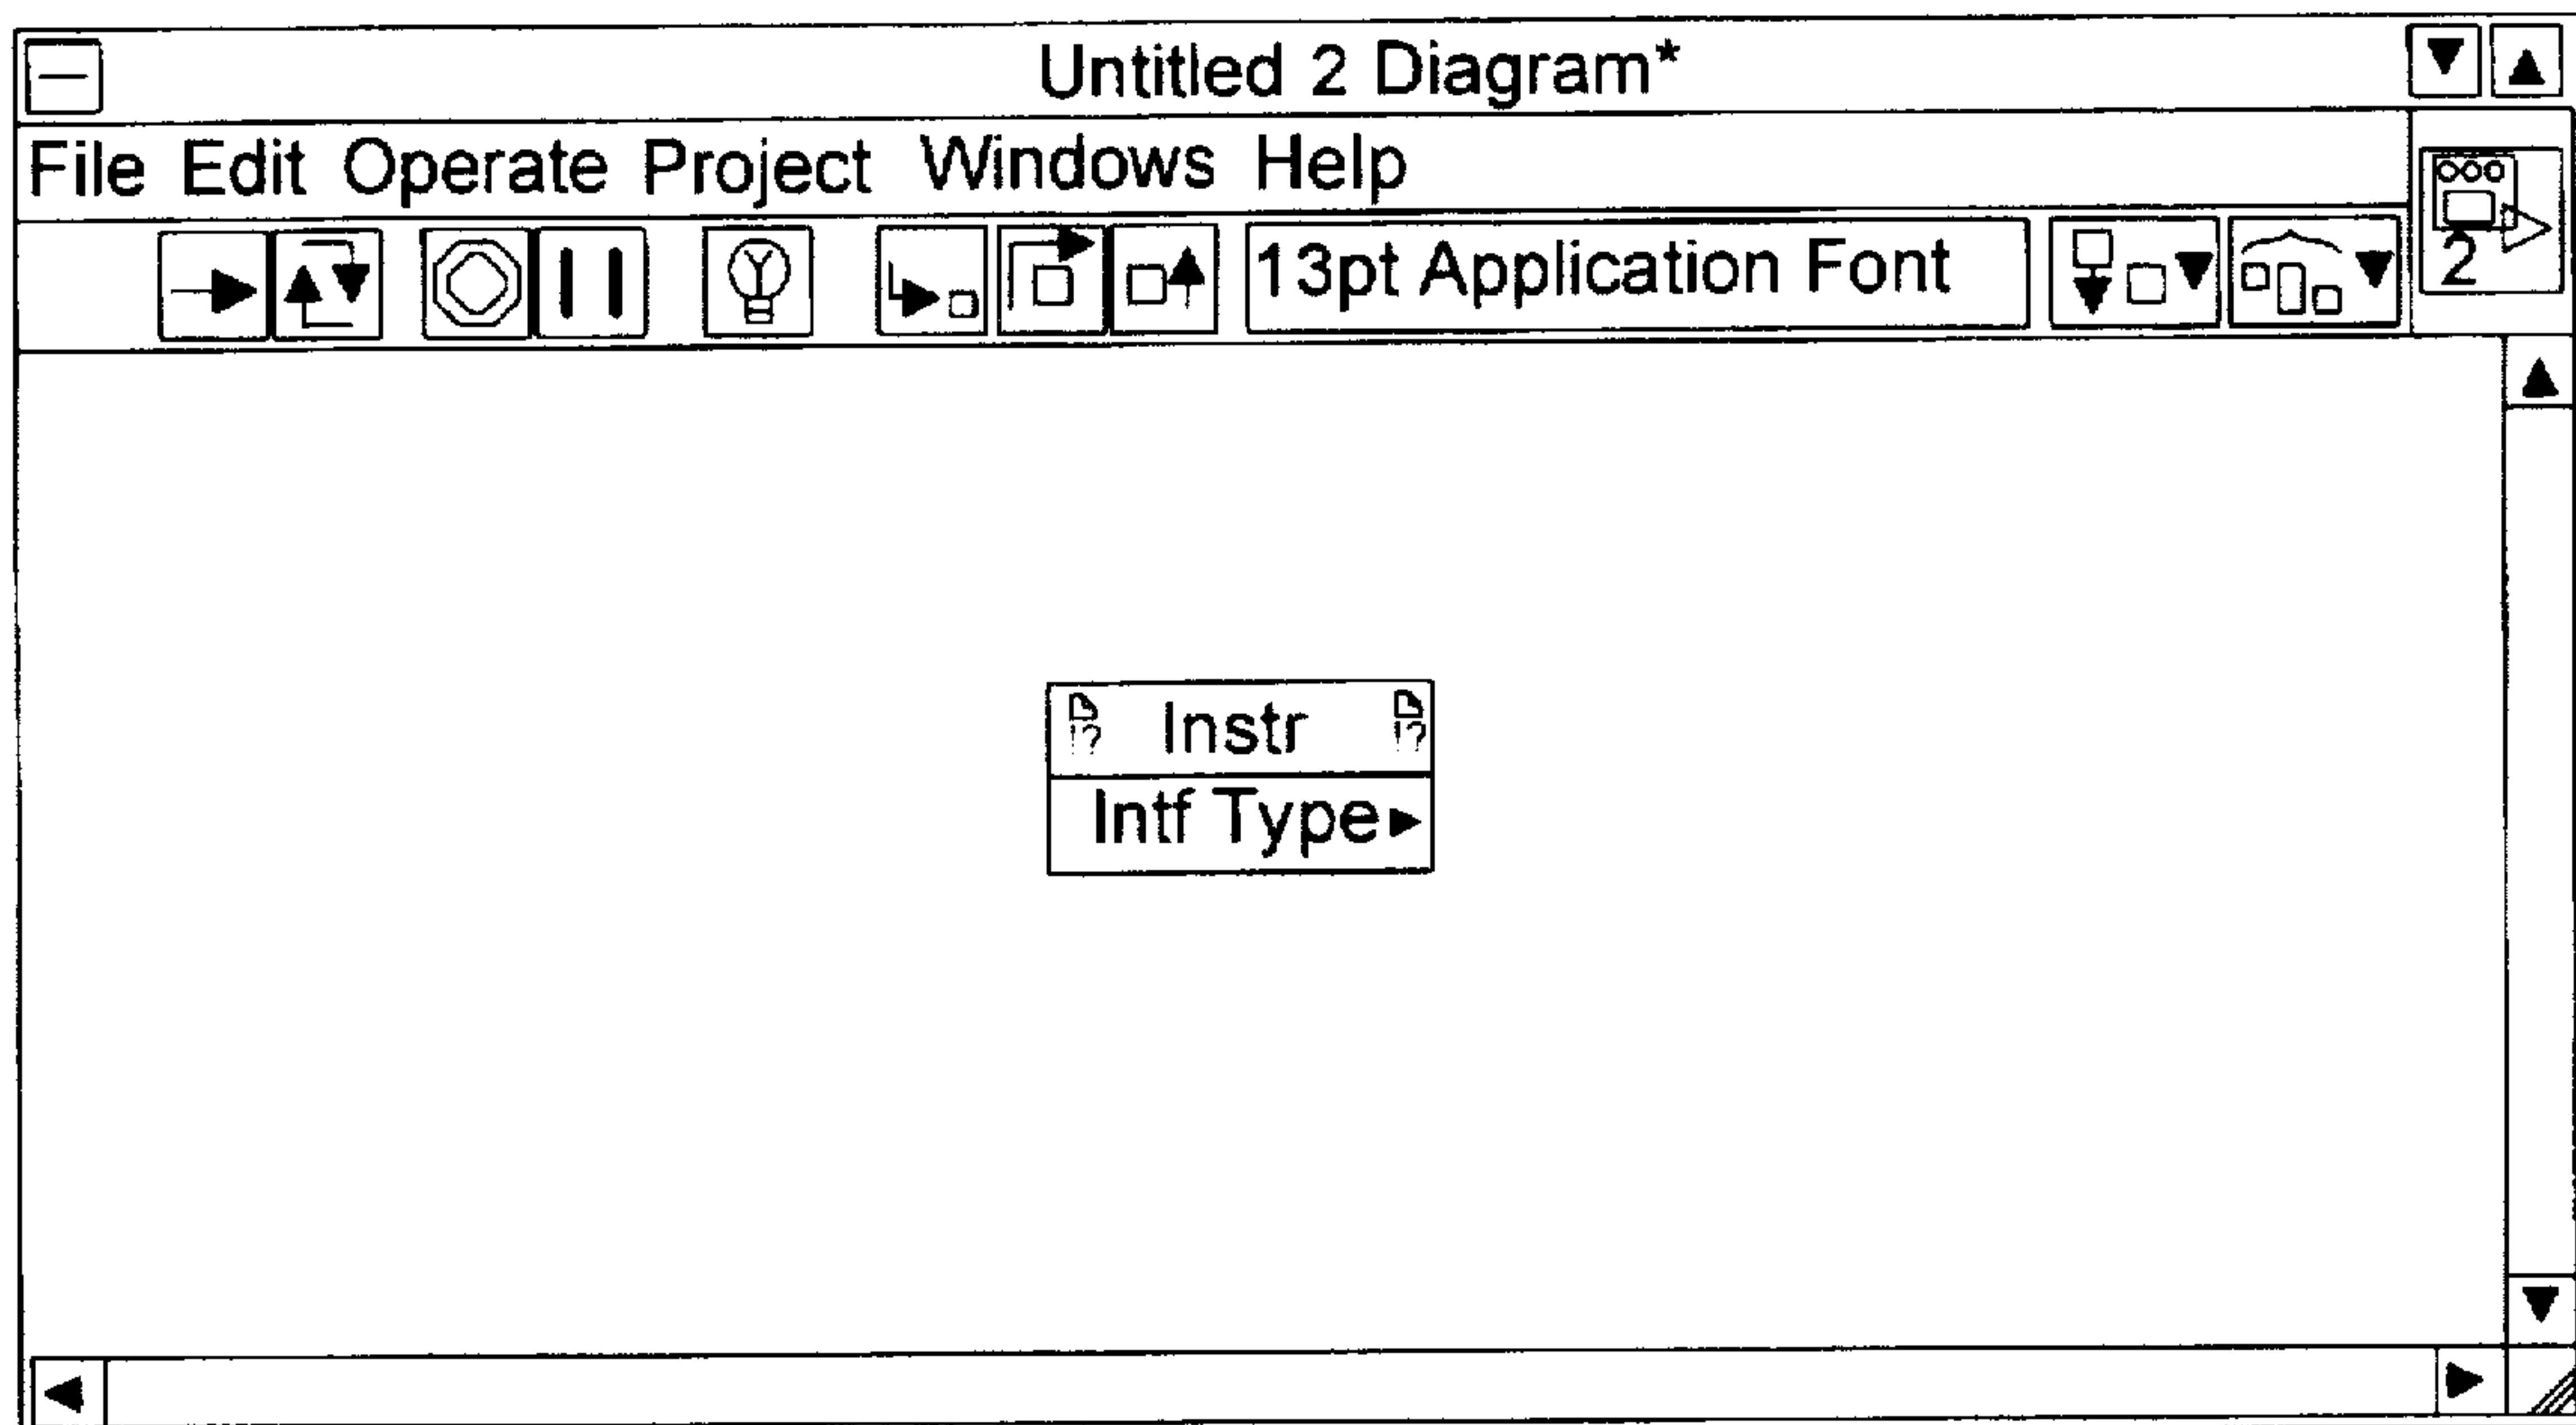 Untitled 2 Diagram*
File Edit Operate Project Windows Help
13pt Application Font
2
!? Instr !?
Intf Type